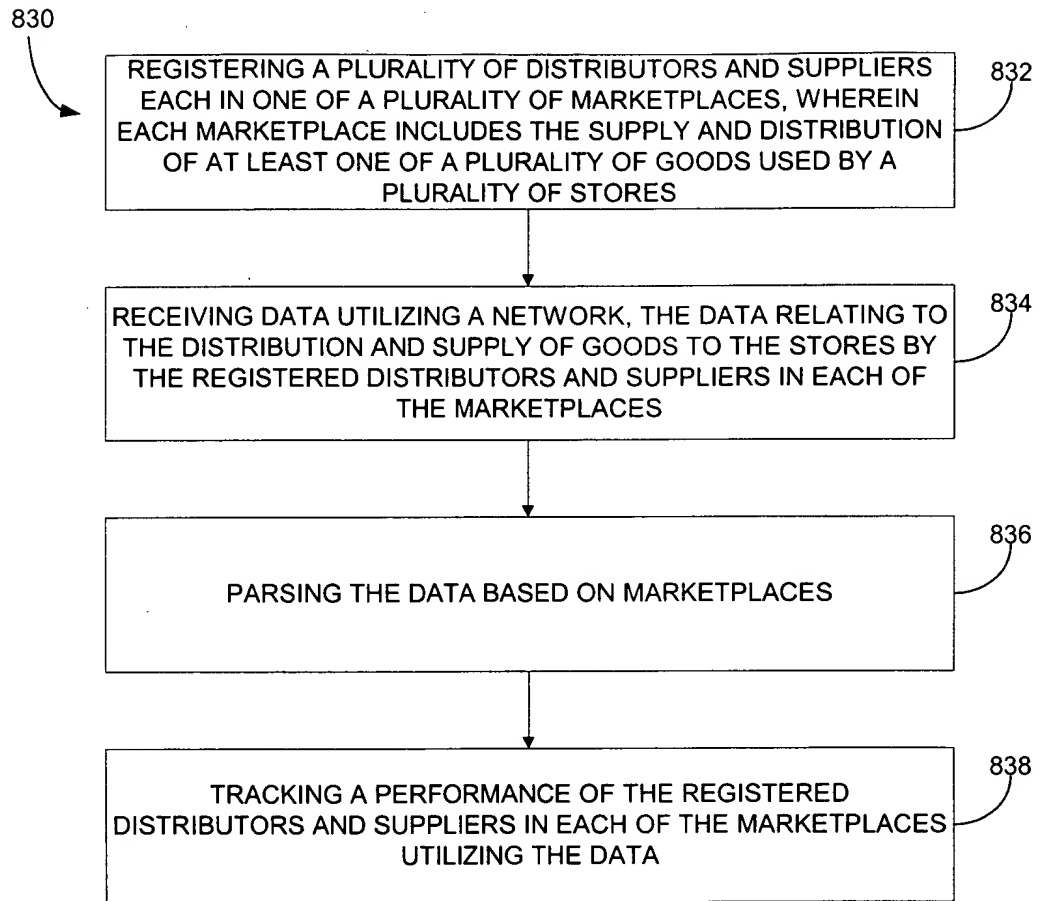 830
REGISTERING A PLURALITY OF DISTRIBUTORS AND SUPPLIERS
EACH IN ONE OF A PLURALITY OF MARKETPLACES, WHEREIN
EACH MARKETPLACE INCLUDES THE SUPPLY AND DISTRIBUTION
OF AT LEAST ONE OF A PLURALITY OF GOODS USED BY A
PLURALITY OF STORES
832
RECEIVING DATA UTILIZING A NETWORK, THE DATA RELATING TO
THE DISTRIBUTION AND SUPPLY OF GOODS TO THE STORES BY
THE REGISTERED DISTRIBUTORS AND SUPPLIERS IN EACH OF
THE MARKETPLACES
834
PARSING THE DATA BASED ON MARKETPLACES
836
TRACKING A PERFORMANCE OF THE REGISTERED
DISTRIBUTORS AND SUPPLIERS IN EACH OF THE MARKETPLACES
UTILIZING THE DATA
838